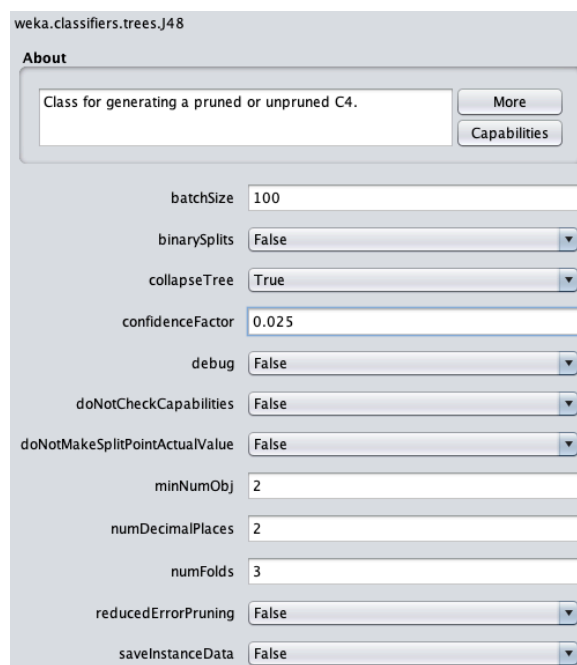 weka.classifiers.trees.J48
About
Class for generating a pruned or unpruned C4.
More
Capabilities
batchSize 100
binarySplits False
collapseTree True
confidenceFactor 0.025
debug False
doNotCheckCapabilities False
doNotMakeSplitPointActualValue False
minNumObj 2
numDecimalPlaces 2
numFolds 3
reducedErrorPruning False
saveInstanceData False